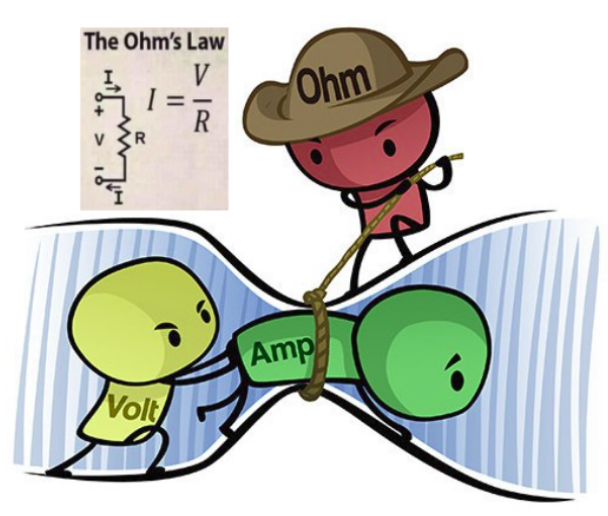 The Ohm's Law
I
I = V/R
+
V
R
−
I
Ohm
Amp
Volt